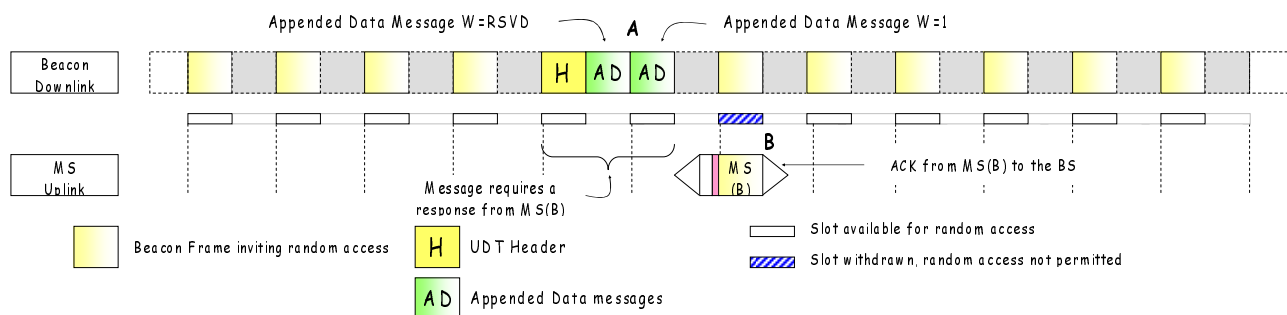 Appended Data Message W=RSVD
A
Appended Data Message W=1
Beacon
Downlink
H
AD
AD
B
MS
Uplink
MS
(B)
ACK from MS(B) to the BS
Message requires a
response from MS(B)
Beacon Frame inviting random access
H
UDT Header
Slot available for random access
Slot withdrawn, random access not permitted
AD
Appended Data messages